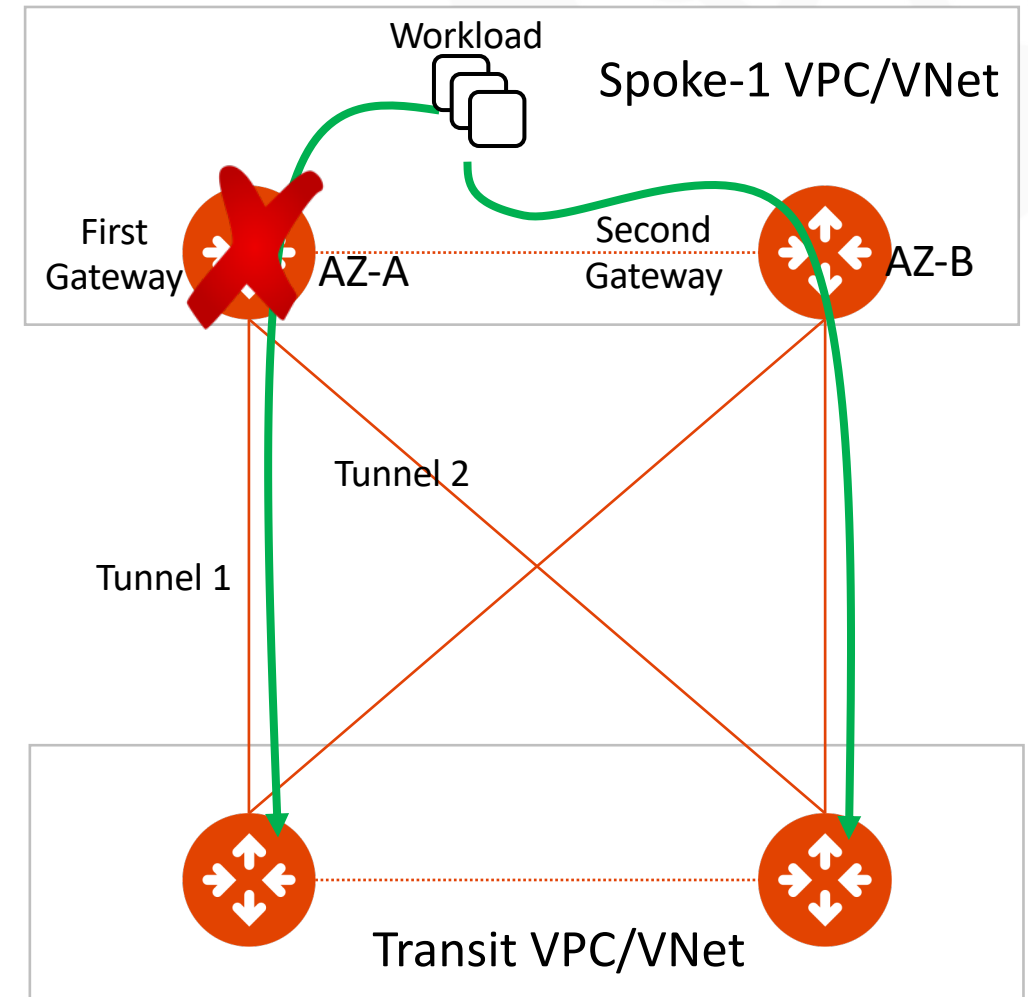 Workload
Spoke-1 VPC/VNet
First
Gateway
AZ-A
Second
Gateway
AZ-B
Tunnel 2
Tunnel 1
Transit VPC/VNet